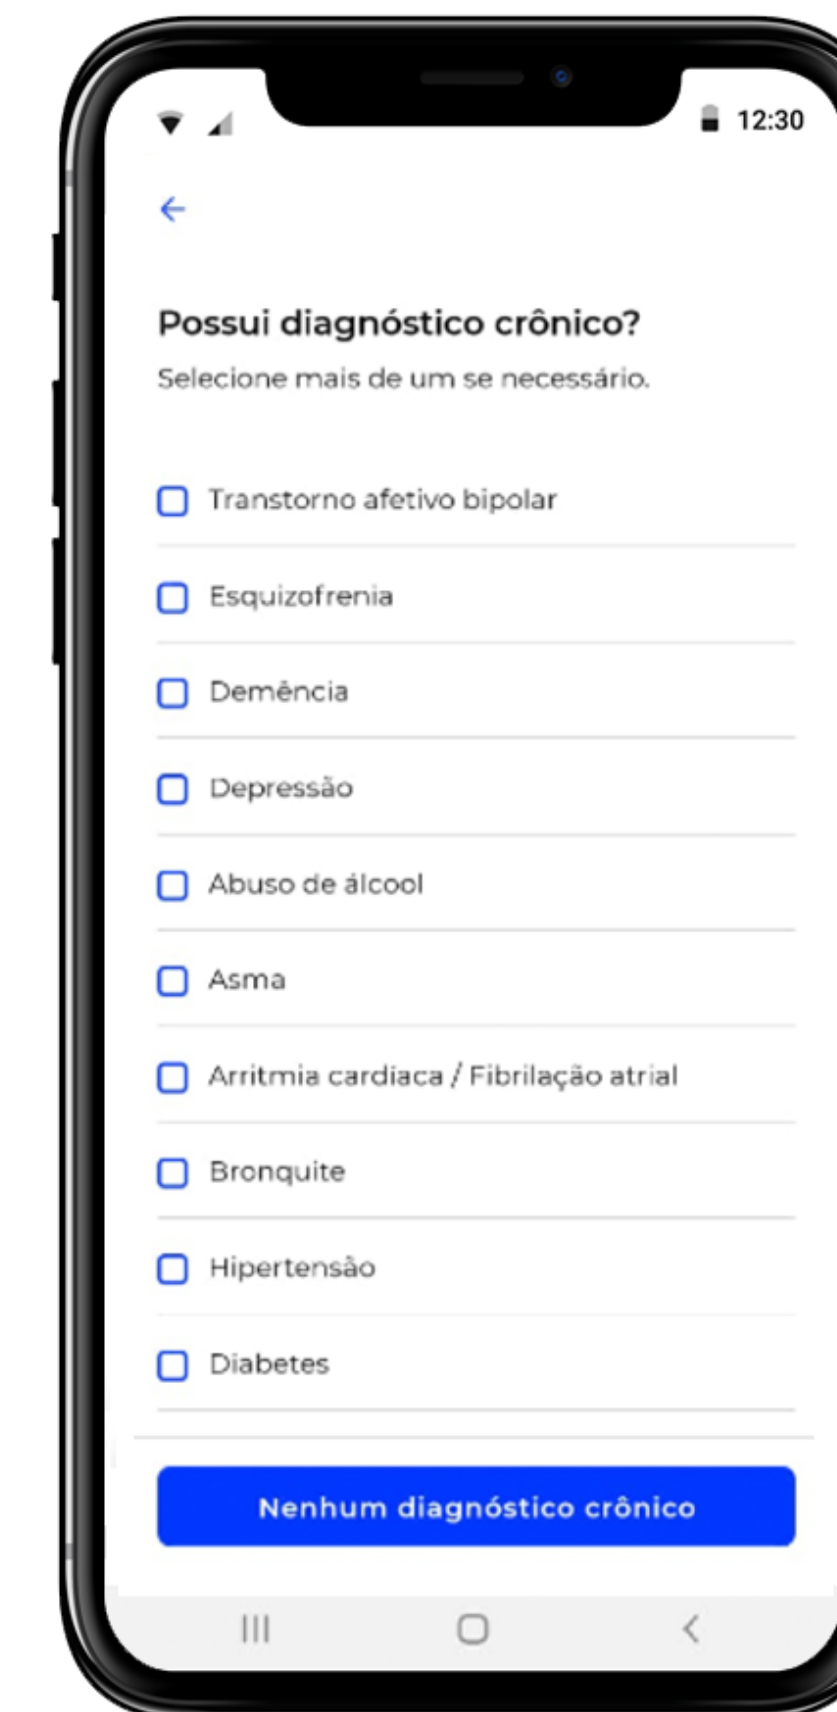 12:30
Possui diagnóstico crônico?
Selecione mais de um se necessário.
Transtorno afetivo bipolar
Esquizofrenia
Demência
Depressão
Abuso de álcool
Asma
Arritmia cardíaca / Fibrilação atrial
Bronquite
Hipertensão
Diabetes
Nenhum diagnóstico crônico